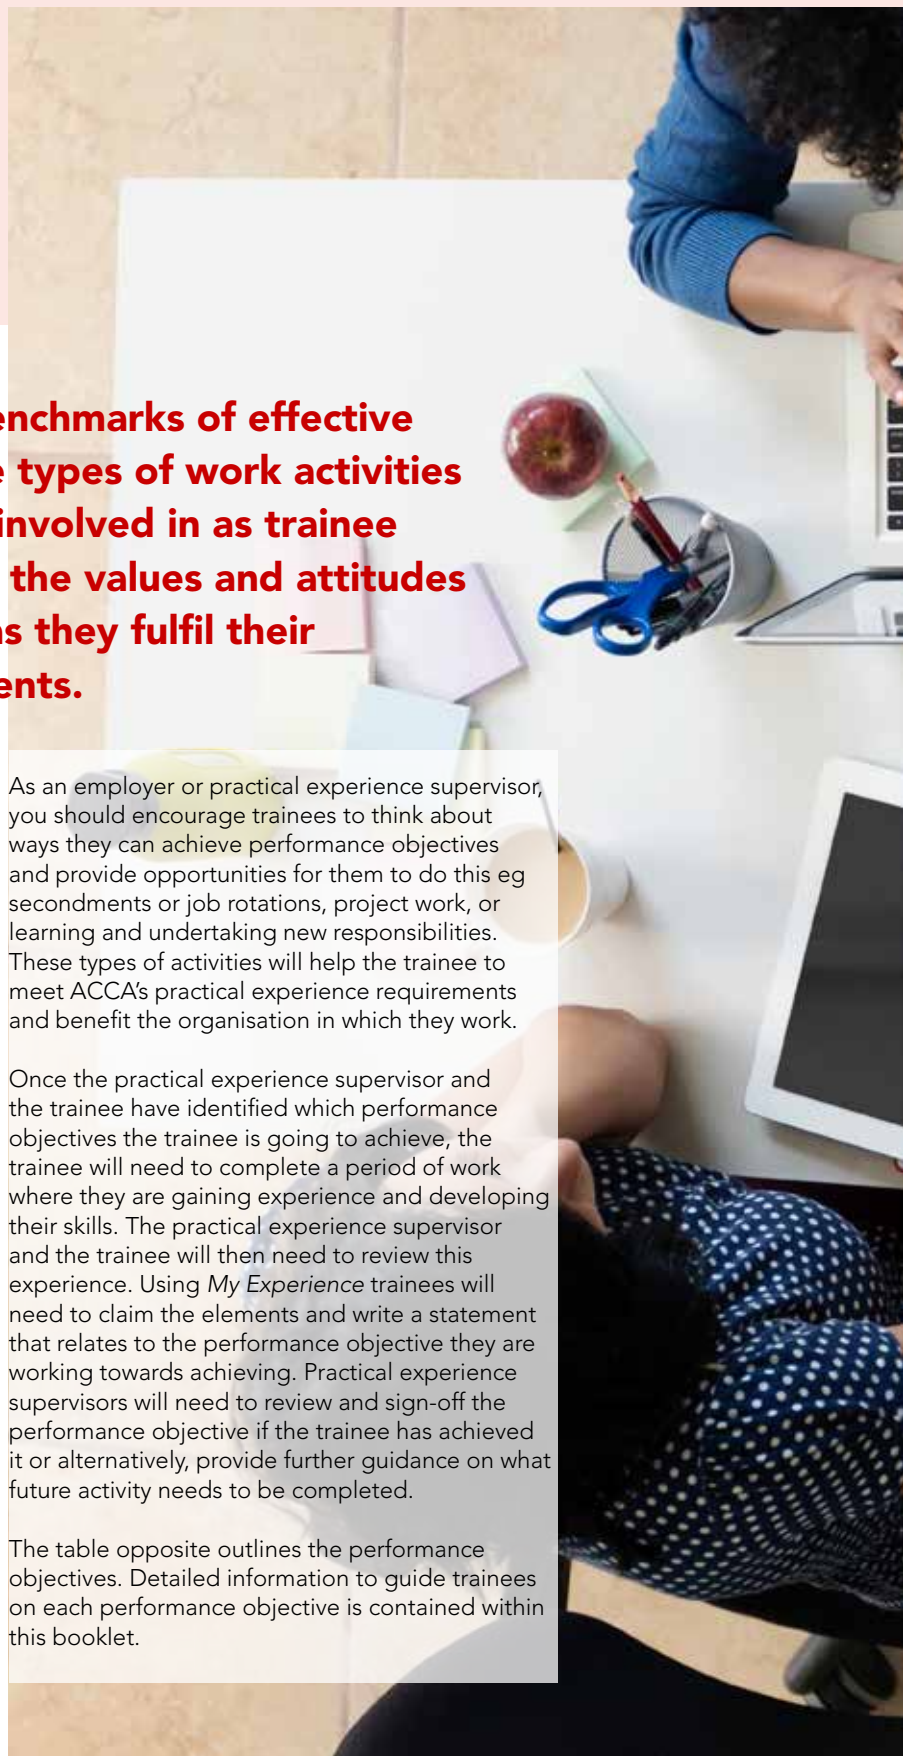 enchmarks of effective
types of work activities
involved in as trainee
the values and attitudes
as they fulfil their
ents.
As an employer or practical experience supervisor,
you should encourage trainees to think about
ways they can achieve performance objectives
and provide opportunities for them to do this eg
secondments or job rotations, project work, or
learning and undertaking new responsibilities.
These types of activities will help the trainee to
meet ACCA’s practical experience requirements
and benefit the organisation in which they work.
Once the practical experience supervisor and
the trainee have identified which performance
objectives the trainee is going to achieve, the
trainee will need to complete a period of work
where they are gaining experience and developing
their skills. The practical experience supervisor
and the trainee will then need to review this
experience. Using My Experience trainees will
need to claim the elements and write a statement
that relates to the performance objective they are
working towards achieving. Practical experience
supervisors will need to review and sign-off the
performance objective if the trainee has achieved
it or alternatively, provide further guidance on what
future activity needs to be completed.
The table opposite outlines the performance
objectives. Detailed information to guide trainees
on each performance objective is contained within
this booklet.